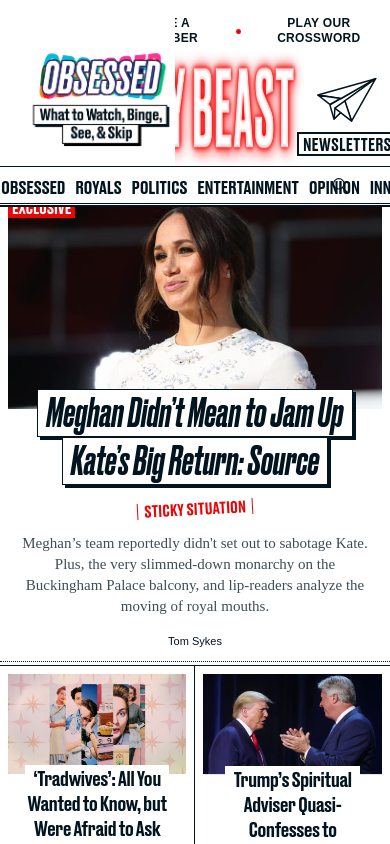 E A
BER
PLAY OUR
CROSSWORD
OBSESSED
What to Watch, Binge,
See, & Skip
Y BEAST
NEWSLETTERS
OBSESSED ROYALS POLITICS ENTERTAINMENT OPINION INN
EXCLUSIVE
Meghan Didn't Mean to Jam Up
Kate's Big Return: Source
STICKY SITUATION
Meghan’s team reportedly didn't set out to sabotage Kate.
Plus, the very slimmed-down monarchy on the
Buckingham Palace balcony, and lip-readers analyze the
moving of royal mouths.
Tom Sykes
‘Tradwives’: All You
Wanted to Know, but
Were Afraid to Ask
Trump’s Spiritual
Adviser Quasi-
Confesses to